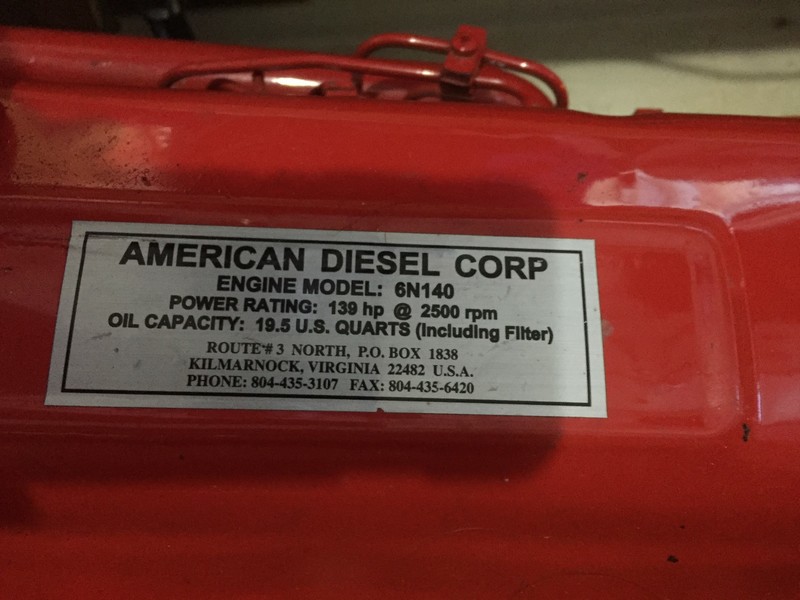 AMERICAN DIESEL CORP
ENGINE MODEL: 6N140
POWER RATING: 139 hp @ 2500 rpm
OIL CAPACITY: 19.5 U.S. QUARTS (Including Filter)
ROUTE # 3 NORTH, P.O. BOX 1838
KILMARNOCK, VIRGINIA 22482 U.S.A.
PHONE: 804-435-3107 FAX: 804-435-6420